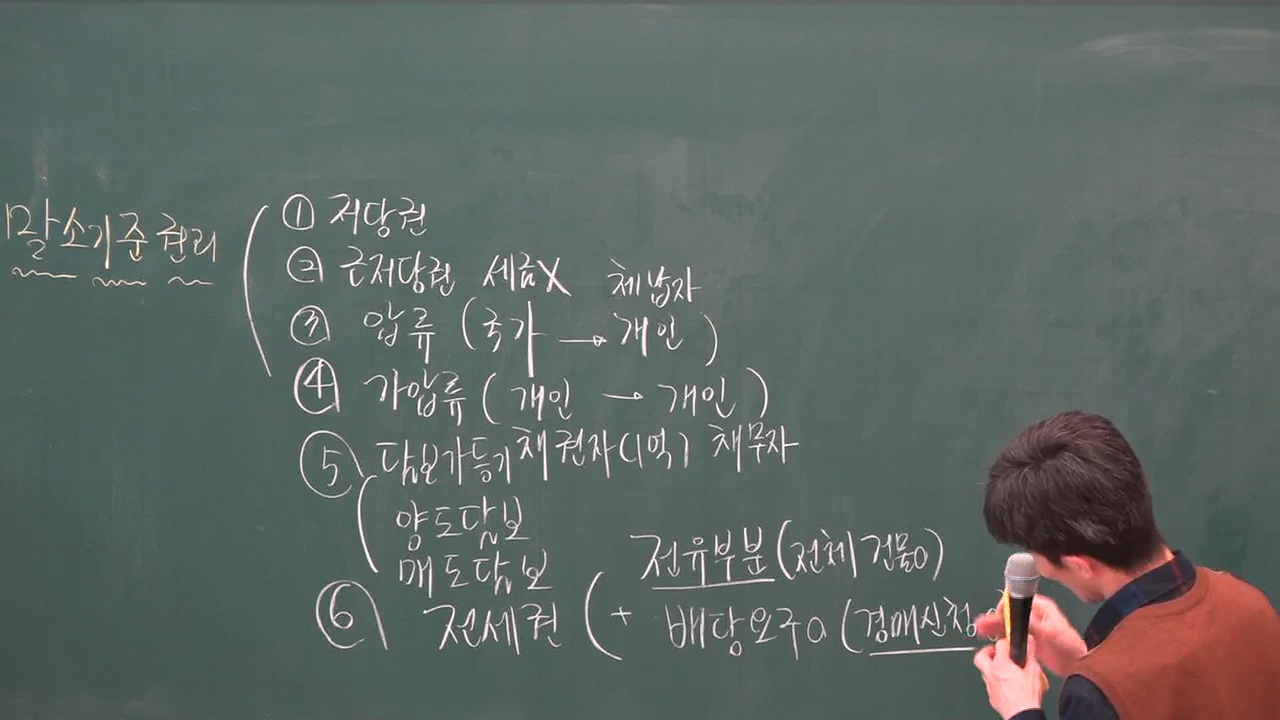 말소기준권리
① 저당권
② 근저당권 세금X 체납자
③ 압류 (국가 → 개인)
④ 가압류 (개인 → 개인)
⑤ 담보가등기 채권자(1억) 채무자
양도담보
매도담보
전유부분 (전체건물o)
⑥ 전세권 (+ 배당요구o (경매신청